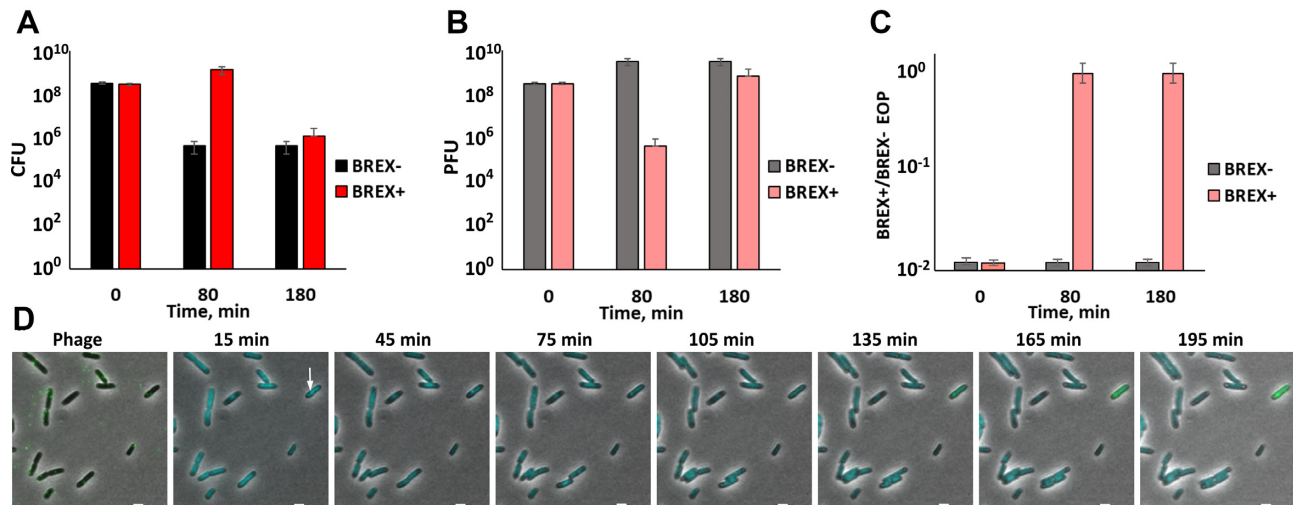 A
CFU
10^10
10^8
10^6
10^4
10^2
10^0
0 80 180
Time, min
BREX-
BREX+
B
PFU
10^10
10^8
10^6
10^4
10^2
10^0
0 80 180
Time, min
BREX-
BREX+
C
BREX+/BREX- EOP
10^0
10^-1
10^-2
0 80 180
Time, min
BREX-
BREX+
D
Phage 15 min 45 min 75 min 105 min 135 min 165 min 195 min